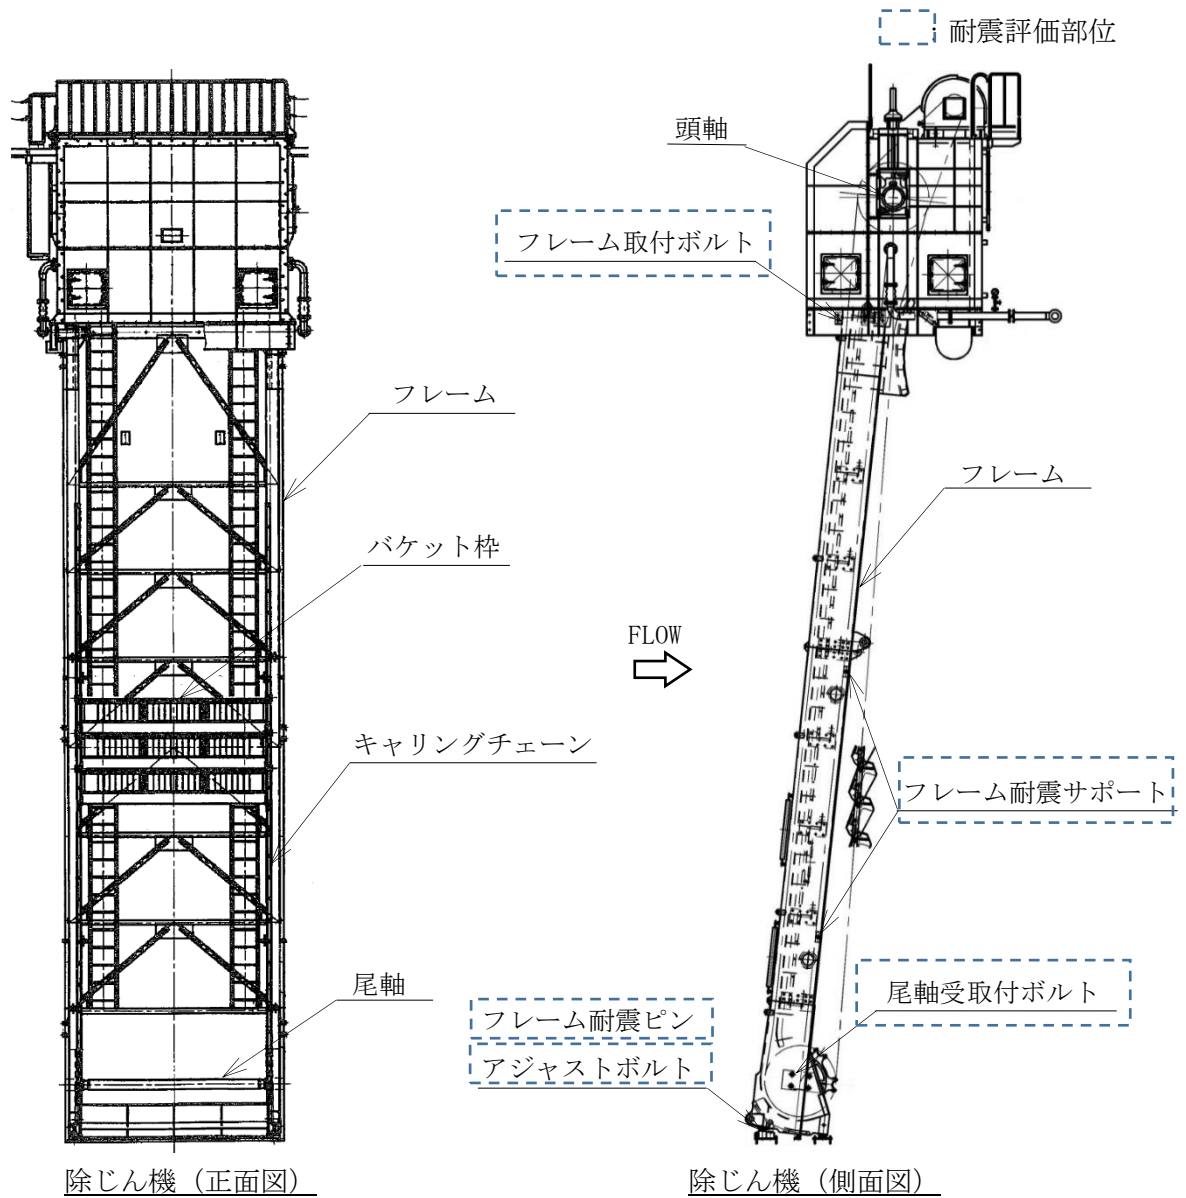 ：耐震評価部位
頭軸
フレーム取付ボルト
フレーム
フレーム
バケット枠
FLOW
キャリングチェーン
フレーム耐震サポート
尾軸
尾軸受取付ボルト
フレーム耐震ピン
アジャストボルト
除じん機（正面図）
除じん機（側面図）